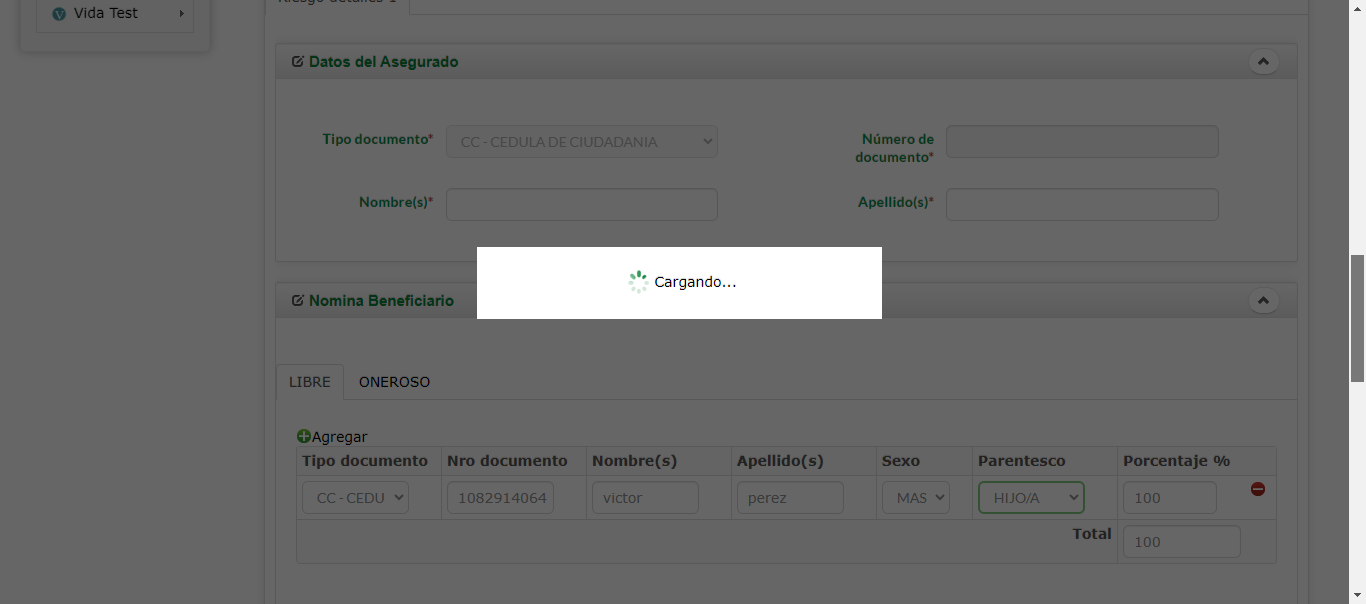 Vida Test
Riesgo detalles 1
Datos del Asegurado
Tipo documento*
CC - CEDULA DE CIUDADANIA
Número de
documento*
Nombre(s)*
Apellido(s)*
Cargando...
Nomina Beneficiario
LIBRE
ONEROSO
Agregar
Tipo documento Nro documento Nombre(s) Apellido(s) Sexo Parentesco Porcentaje %
CC - CEDU 1082914064 victor perez MAS HIJO/A 100
Total 100